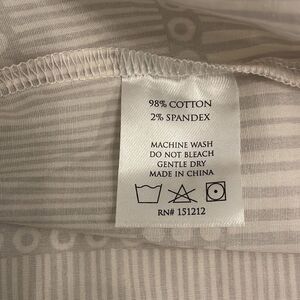 98% COTTON
2% SPANDEX
MACHINE WASH
DO NOT BLEACH
GENTLE DRY
MADE IN CHINA
RN# 151212